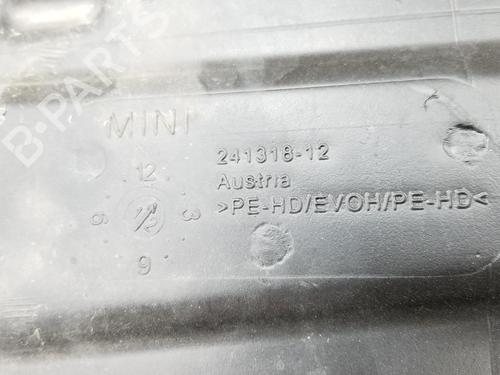 B-PARTS
MINI
241318-12
Austria
>PE-HD/EVOH/PE-HD<
12
9 3
6